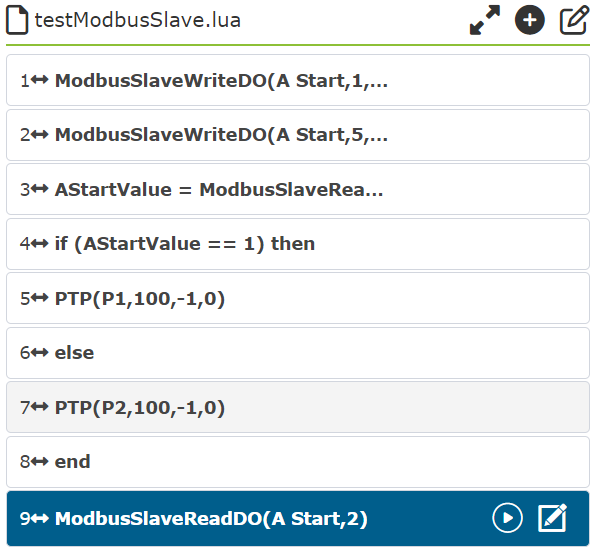 testModbusSlave.lua
1 ModbusSlaveWriteDO(A Start,1,...
2 ModbusSlaveWriteDO(A Start,5,...
3 AStartValue = ModbusSlaveRea...
4 if (AStartValue == 1) then
5 PTP(P1,100,-1,0)
6 else
7 PTP(P2,100,-1,0)
8 end
9 ModbusSlaveReadDO(A Start,2)